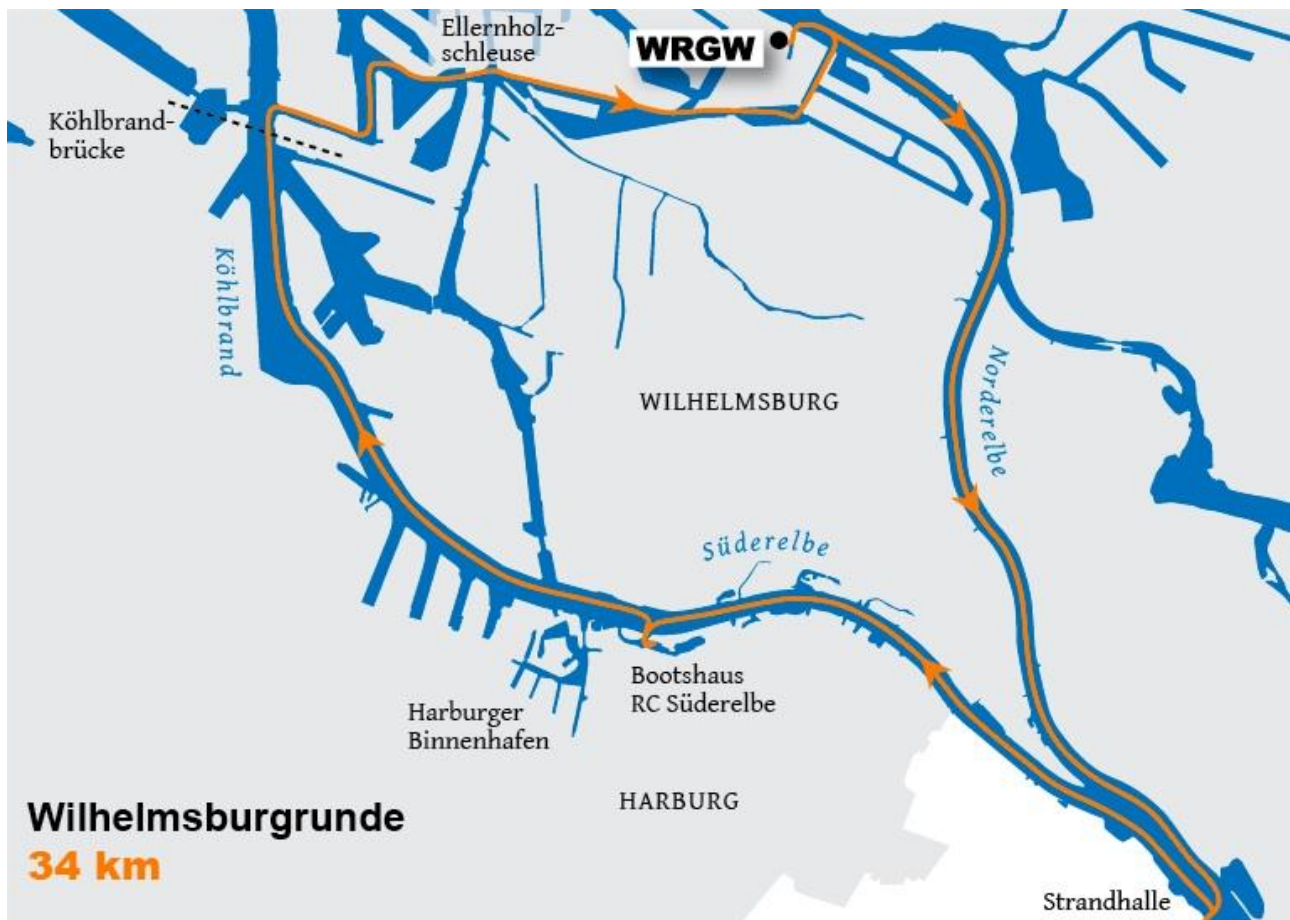 Ellernholz-
schleuse
WRGW
Köhlbrand-
brücke
Köhlbrand
WILHELMSBURG
Norderelbe
Süderelbe
Bootshaus
RC Süderelbe
Harburger
Binnenhafen
HARBURG
Wilhelmsburgrunde
34 km
Strandhalle